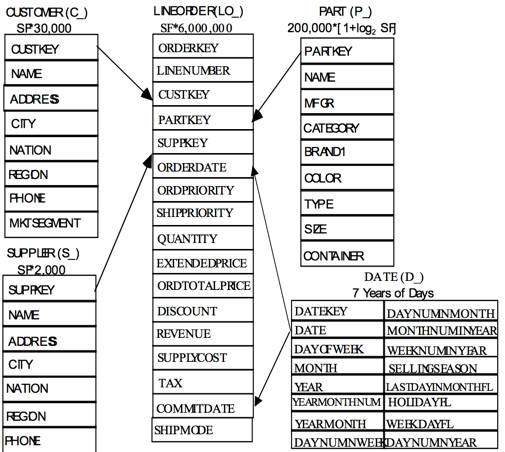 CUSTOMER (C_)
SF*30,000
CUSTKEY
NAME
ADDRESS
CITY
NATION
REGION
PHONE
MKTSEGMENT
SUPPLIER (S_)
SF*2,000
SUPPKEY
NAME
ADDRESS
CITY
NATION
REGION
PHONE
LINEORDER(LO_)
SF*6,000,000
ORDERKEY
LINENUMBER
CUSTKEY
PARTKEY
SUPPKEY
ORDERDATE
ORDPRIORITY
SHIPPRIORITY
QUANTITY
EXTENDEDPRICE
ORDTOTALPRICE
DISCOUNT
REVENUE
SUPPLYCOST
TAX
COMMITDATE
SHIPMODE
PART (P_)
200,000*[1+log₂ SF]
PARTKEY
NAME
MFGR
CATEGORY
BRAND1
COLOR
TYPE
SIZE
CONTAINER
DATE (D_)
7 Years of Days
DATEKEY DAYNUMINMONTH
DATE MONTHNUMINYEAR
DAYOFWEEK WEEKNUMINYEAR
MONTH SELLINGSEASON
YEAR LASTDAYINMONTHFL
YEARMONTHNUM HOLIDAYFL
YEARMONTH WEEKDAYFL
DAYNUMINWEEK DAYNUMINYEAR